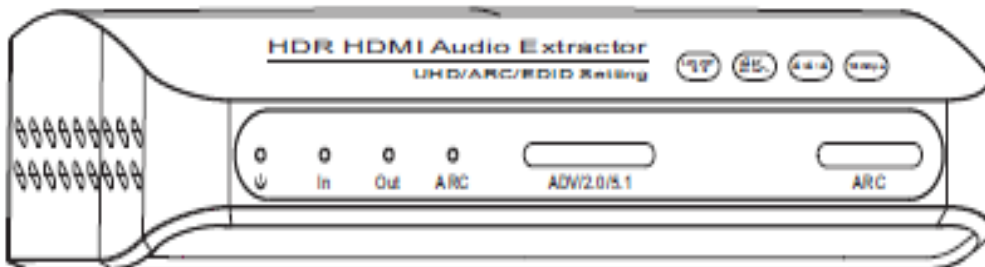 HDR HDMI Audio Extractor
UHD/ARC/EDID Setting
In Out ARC ADV/2.0/5.1 ARC